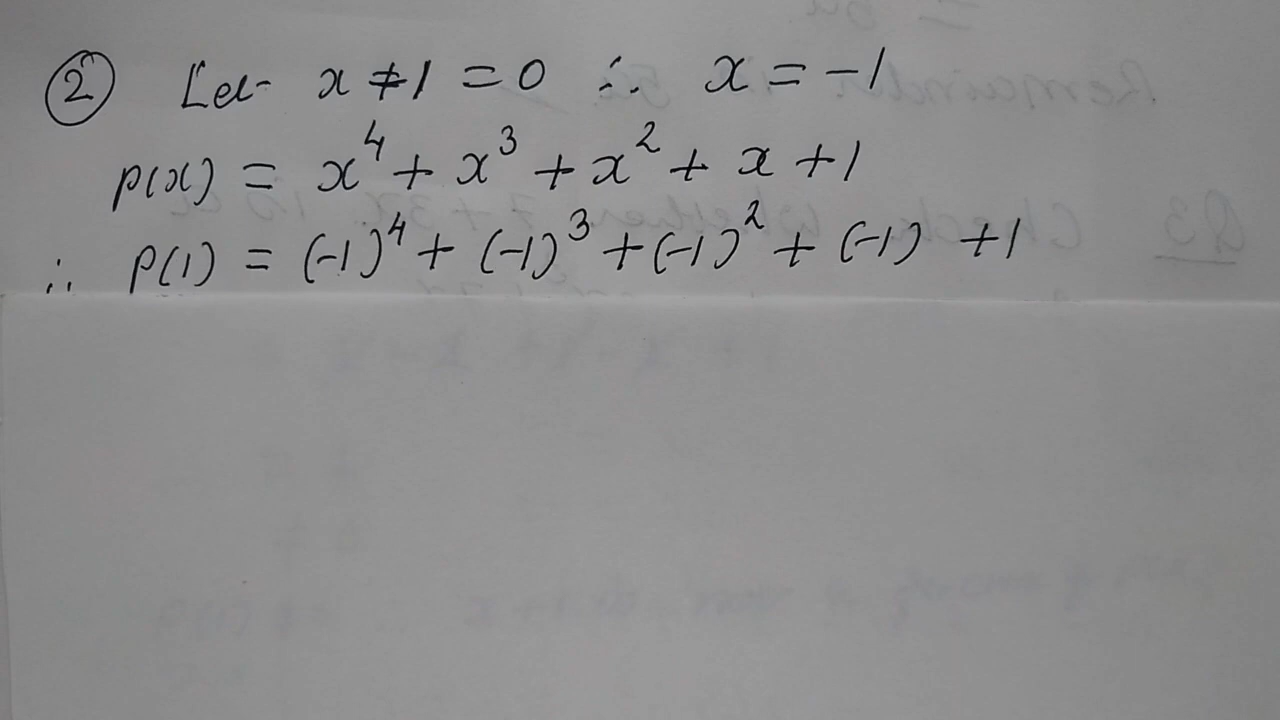 ② Let x+1 = 0 ∴ x = -1
p(x) = x⁴ + x³ + x² + x + 1
∴ p(1) = (-1)⁴ + (-1)³ + (-1)² + (-1) + 1